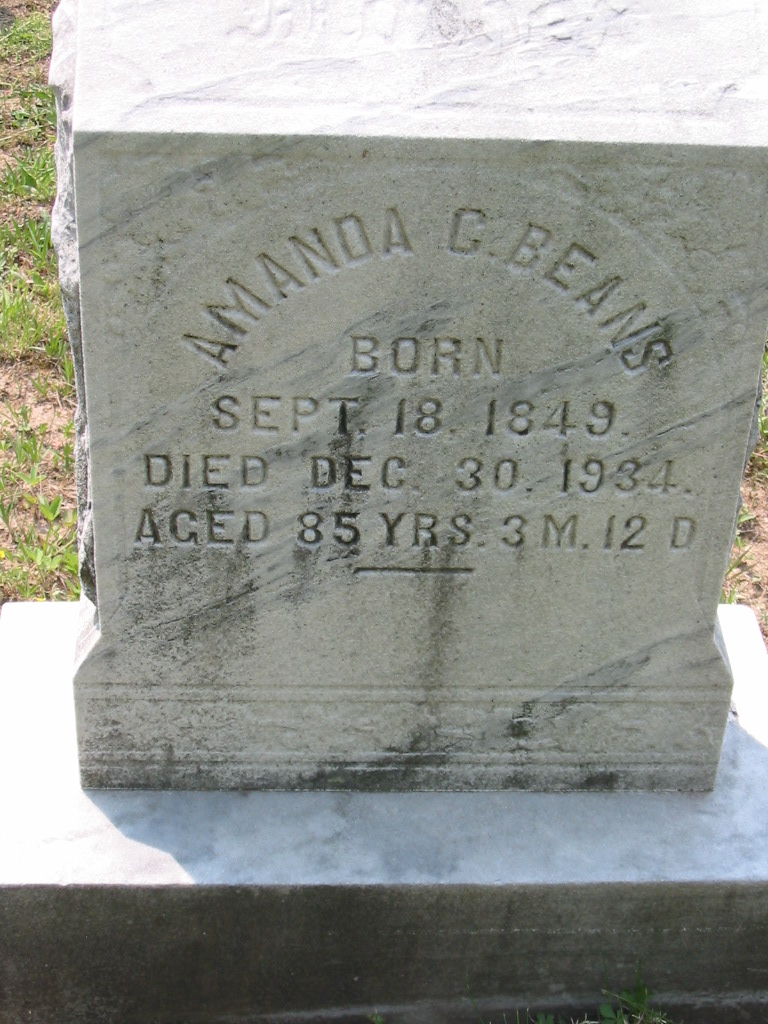 AMANDA C. BEANS
BORN
SEPT. 18. 1849.
DIED DEC. 30. 1934.
AGED 85 YRS. 3 M. 12 D